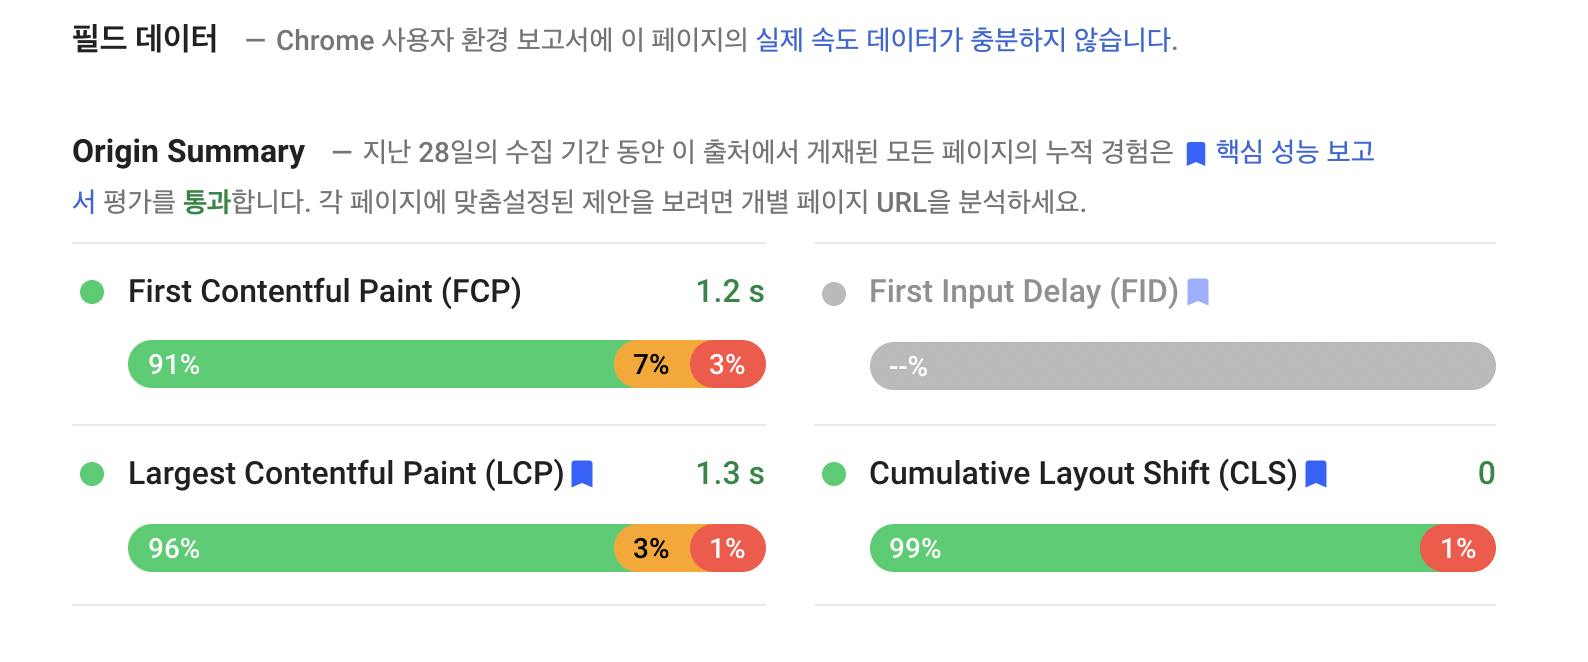 필드 데이터 — Chrome 사용자 환경 보고서에 이 페이지의 실제 속도 데이터가 충분하지 않습니다.
Origin Summary — 지난 28일의 수집 기간 동안 이 출처에서 게재된 모든 페이지의 누적 경험은 핵심 성능 보고
서 평가를 통과합니다. 각 페이지에 맞춤설정된 제안을 보려면 개별 페이지 URL을 분석하세요.
First Contentful Paint (FCP) 1.2 s
91% 7% 3%
First Input Delay (FID)
--%
Largest Contentful Paint (LCP) 1.3 s
96% 3% 1%
Cumulative Layout Shift (CLS) 0
99% 1%